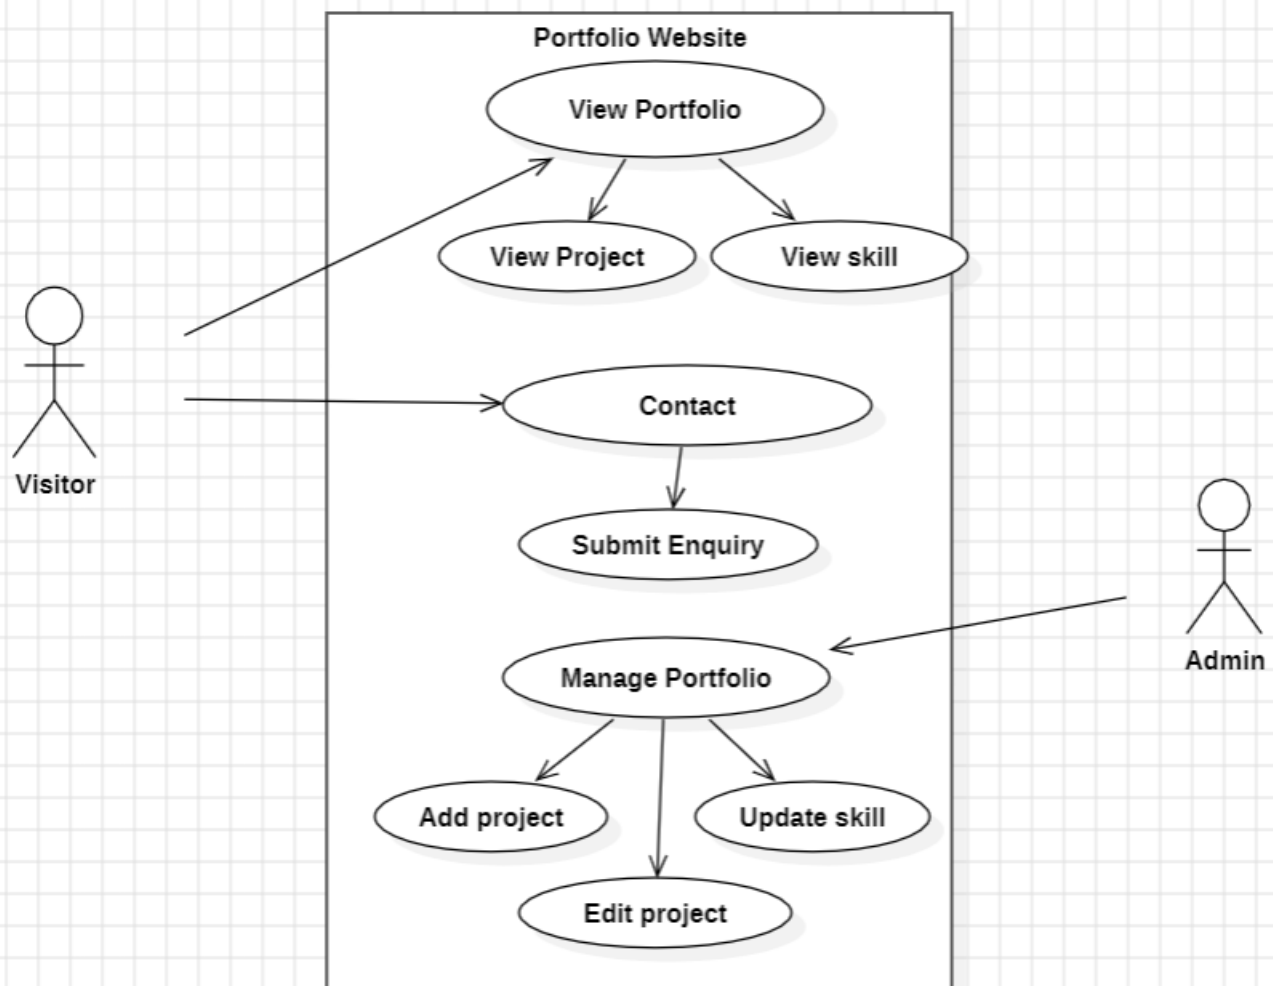 Portfolio Website
View Portfolio
View Project
View skill
Contact
Visitor
Submit Enquiry
Admin
Manage Portfolio
Add project
Update skill
Edit project